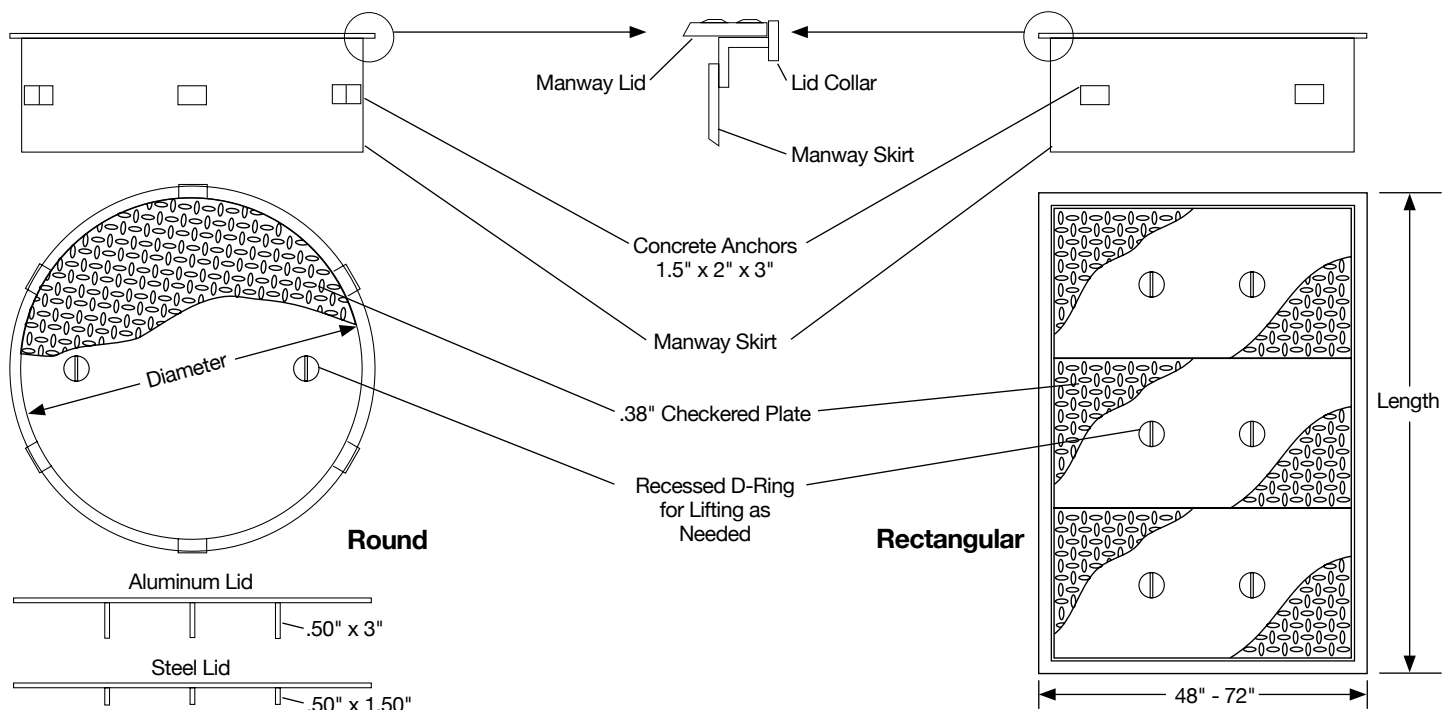 Manway Lid
Lid Collar
Manway Skirt
Concrete Anchors
1.5" x 2" x 3"
Manway Skirt
Diameter
.38" Checkered Plate
Length
Recessed D-Ring
for Lifting as
Needed
Round
Rectangular
Aluminum Lid
.50" x 3"
Steel Lid
.50" x 1.50"
48" - 72"